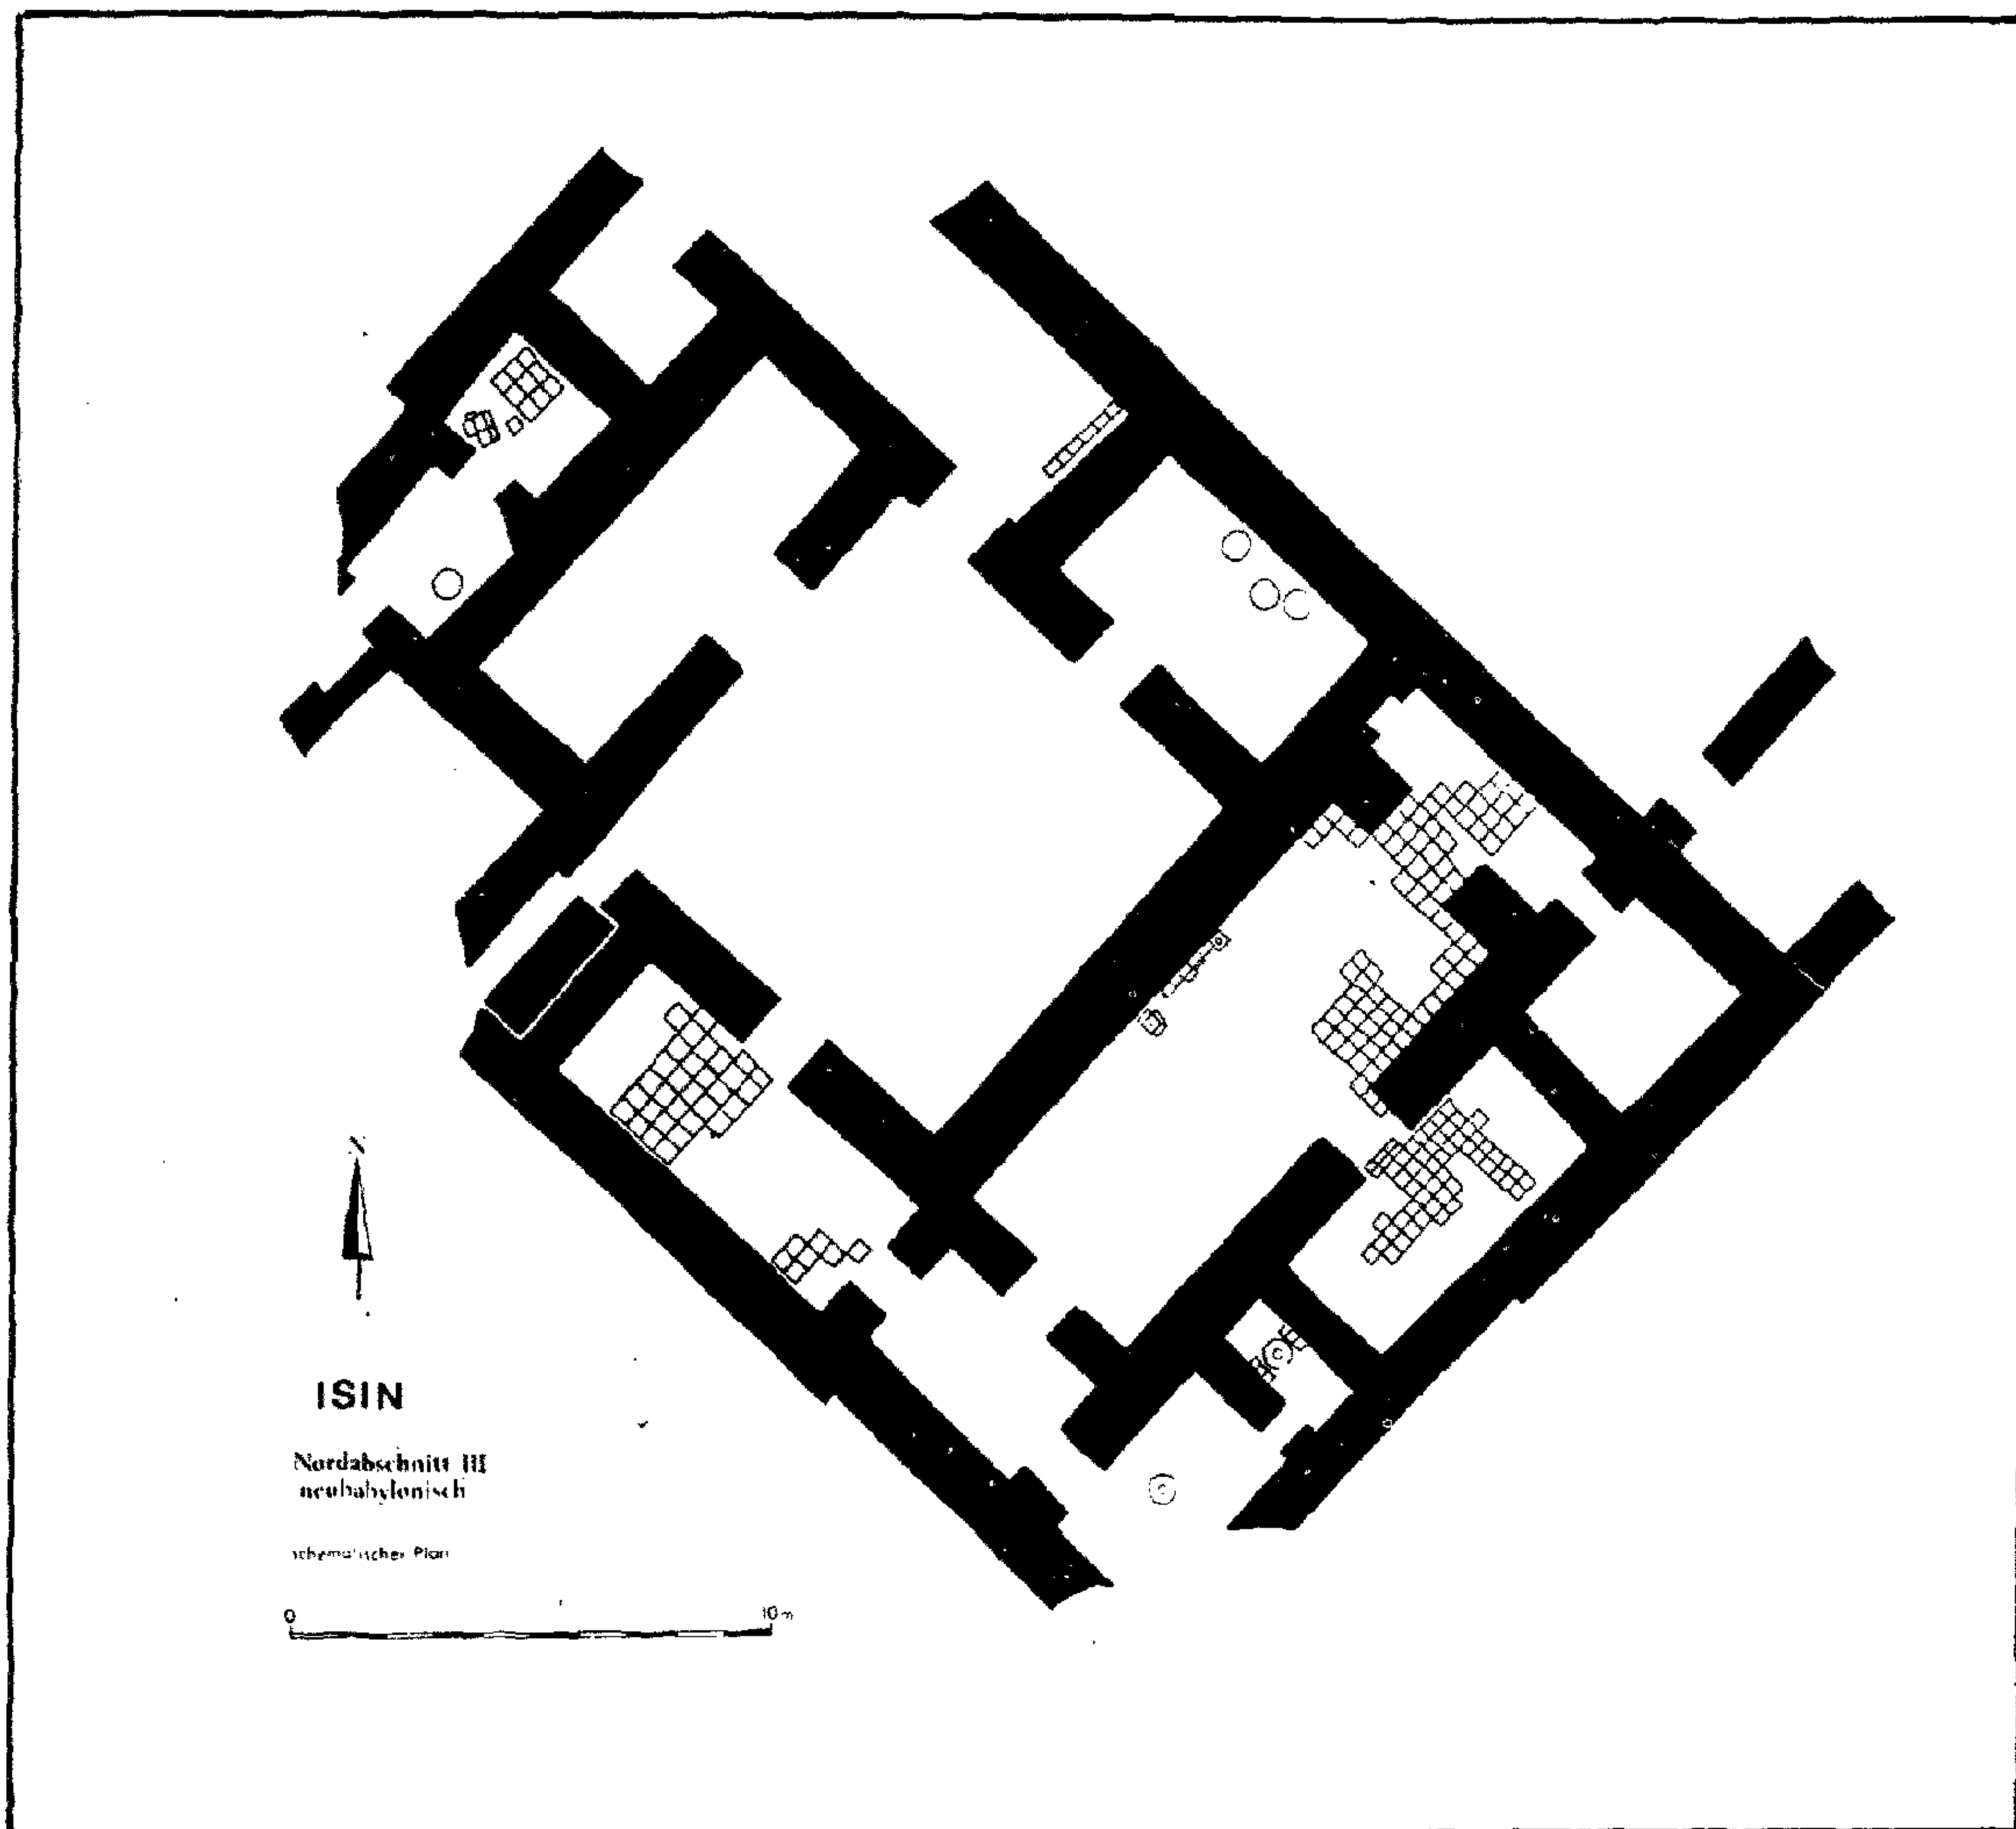 N
ISIN
Nordabschnitt III
neubabylonisch
schematischer Plan
0 10 m